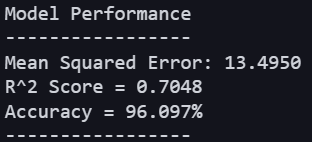 Model Performance
-----------------
Mean Squared Error: 13.4950
R^2 Score = 0.7048
Accuracy = 96.097%
-----------------